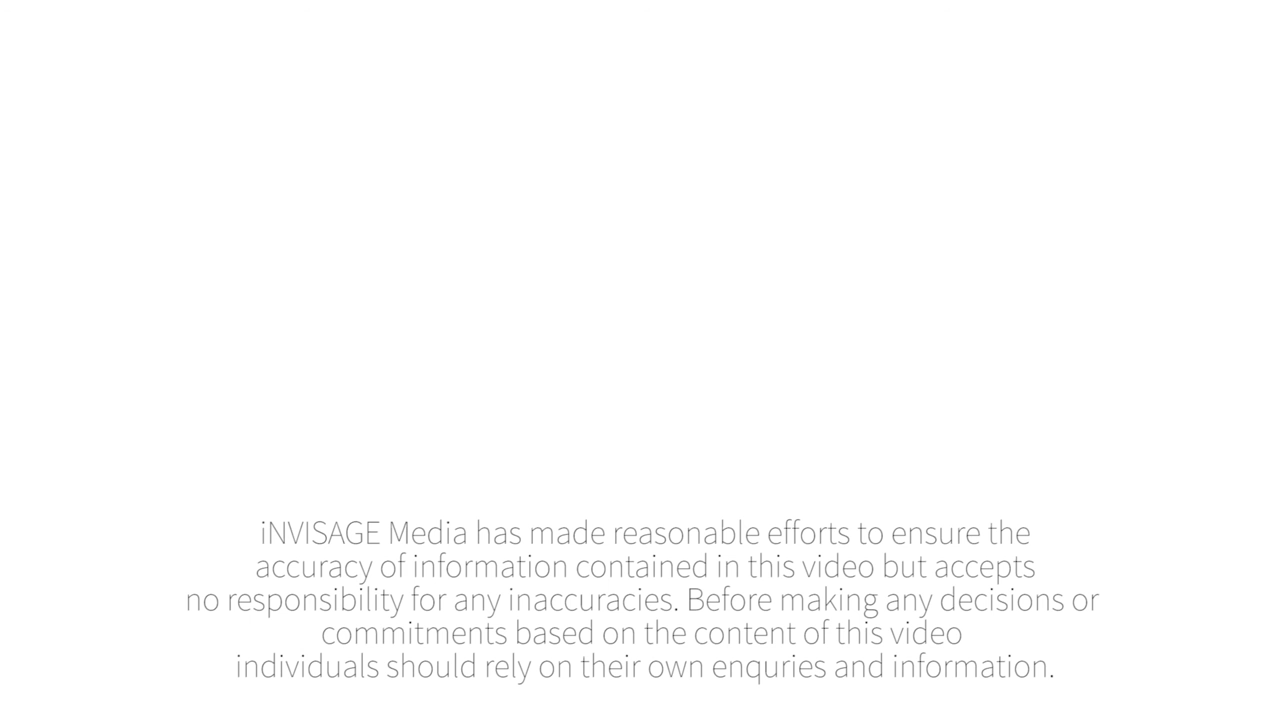 iNVISAGE Media has made reasonable efforts to ensure the
accuracy of information contained in this video but accepts
no responsibility for any inaccuracies. Before making any decisions or
commitments based on the content of this video
individuals should rely on their own enquries and information.